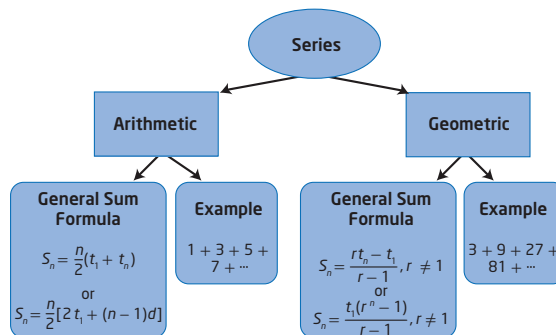 Series
Arithmetic
Geometric
General Sum
Formula
Sₙ = n/2(t₁ + tₙ)
or
Sₙ = n/2[2t₁ + (n – 1)d]
Example
1 + 3 + 5 +
7 + ⋯
General Sum
Formula
Sₙ = (rtₙ – t₁)/(r – 1), r ≠ 1
or
Sₙ = (t₁(rⁿ – 1))/(r – 1), r ≠ 1
Example
3 + 9 + 27 +
81 + ⋯